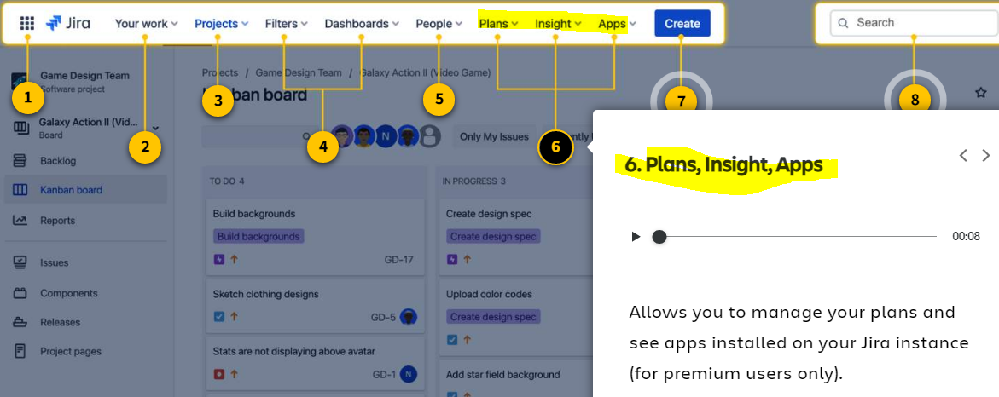 Jira Your work Projects Filters Dashboards People Plans Insight Apps Create Search
Game Design Team
Software project
1
Galaxy Action II (Vid...
Board
2
Backlog
Kanban board
Reports
Issues
Components
Releases
Project pages
Projects / Game Design Team / Galaxy Action II (Video Game)
3
4
5
6
7
8
ban board
N
Only My Issues
TO DO 4
Build backgrounds
Build backgrounds
GD-17
Sketch clothing designs
GD-5
Stats are not displaying above avatar
GD-1 N
IN PROGRESS 3
Create design spec
Create design spec
Upload color codes
Create design spec
Add star field background
6. Plans, Insight, Apps
00:08
Allows you to manage your plans and
see apps installed on your Jira instance
(for premium users only).